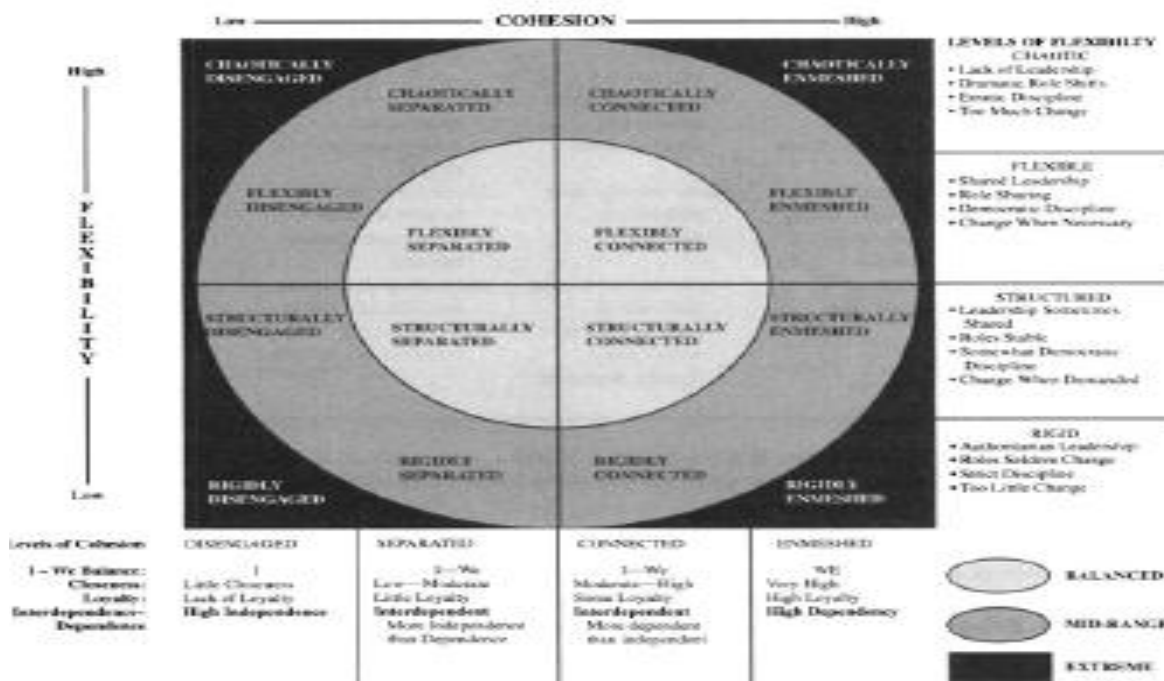 Low COHESION High
High
FLEXIBILITY
Low
CHAOTICALLY
DISENGAGED
CHAOTICALLY
SEPARATED
CHAOTICALLY
CONNECTED
CHAOTICALLY
ENMESHED
FLEXIBLY
DISENGAGED
FLEXIBLY
SEPARATED
FLEXIBLY
CONNECTED
FLEXIBLY
ENMESHED
STRUCTURALLY
DISENGAGED
STRUCTURALLY
SEPARATED
STRUCTURALLY
CONNECTED
STRUCTURALLY
ENMESHED
RIGIDLY
DISENGAGED
RIGIDLY
SEPARATED
RIGIDLY
CONNECTED
RIGIDLY
ENMESHED
LEVELS OF FLEXIBILTY
CHAOTIC
• Lack of Leadership
• Dramatic Role Shifts
• Erratic Discipline
• Too Much Change
FLEXIBLE
• Shared Leadership
• Role Sharing
• Democratic Discipline
• Change When Necessary
STRUCTURED
• Leadership Sometimes
Shared
• Roles Stable
• Somewhat Democratic
Discipline
• Change When Demanded
RIGID
• Authoritarian Leadership
• Roles Seldom Change
• Strict Discipline
• Too Little Change
Levels of Cohesion DISENGAGED SEPARATED CONNECTED ENMESHED
I – We Balance: I I—We I—We WE
Closeness: Little Closeness Low—Moderate Moderate—High Very High
Loyalty: Lack of Loyalty Little Loyalty Some Loyalty High Loyalty
Interdependence– High Independence Interdependent Interdependent High Dependency
Dependence More Independence More dependent
than Dependence than independent
BALANCED
MID-RANGE
EXTREME